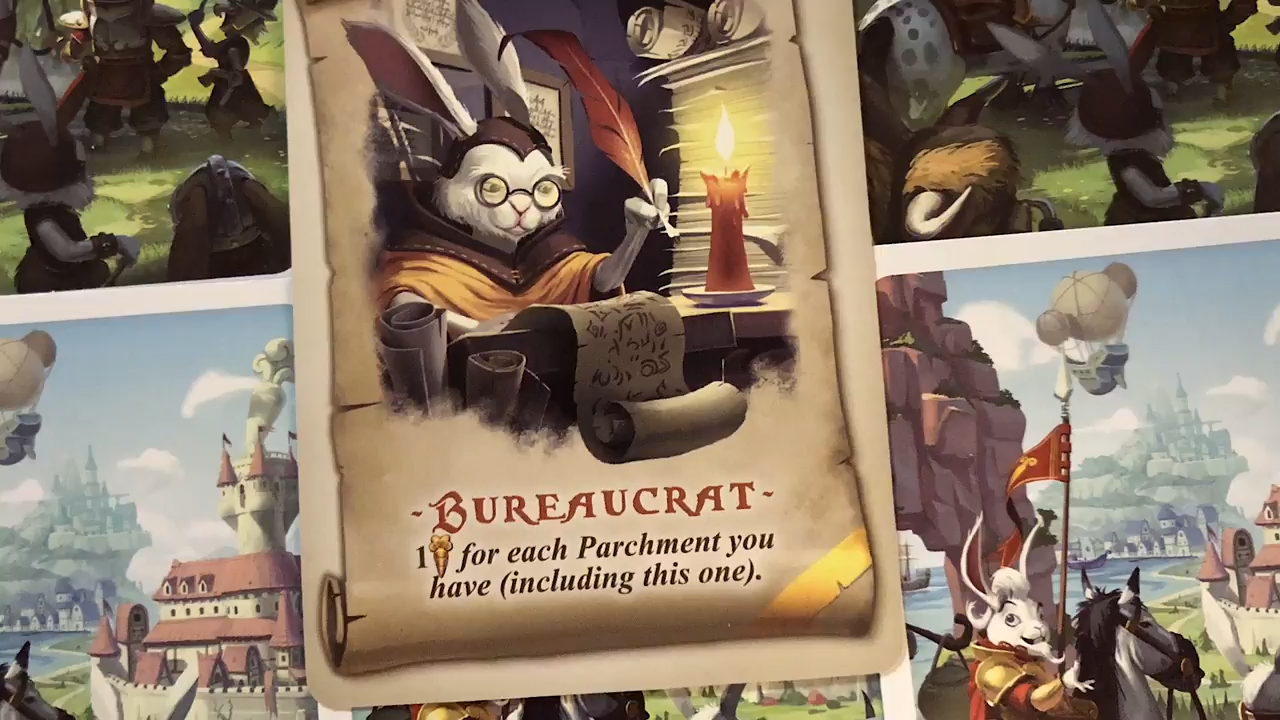 -BUREAUCRAT-
1 for each Parchment you
have (including this one).